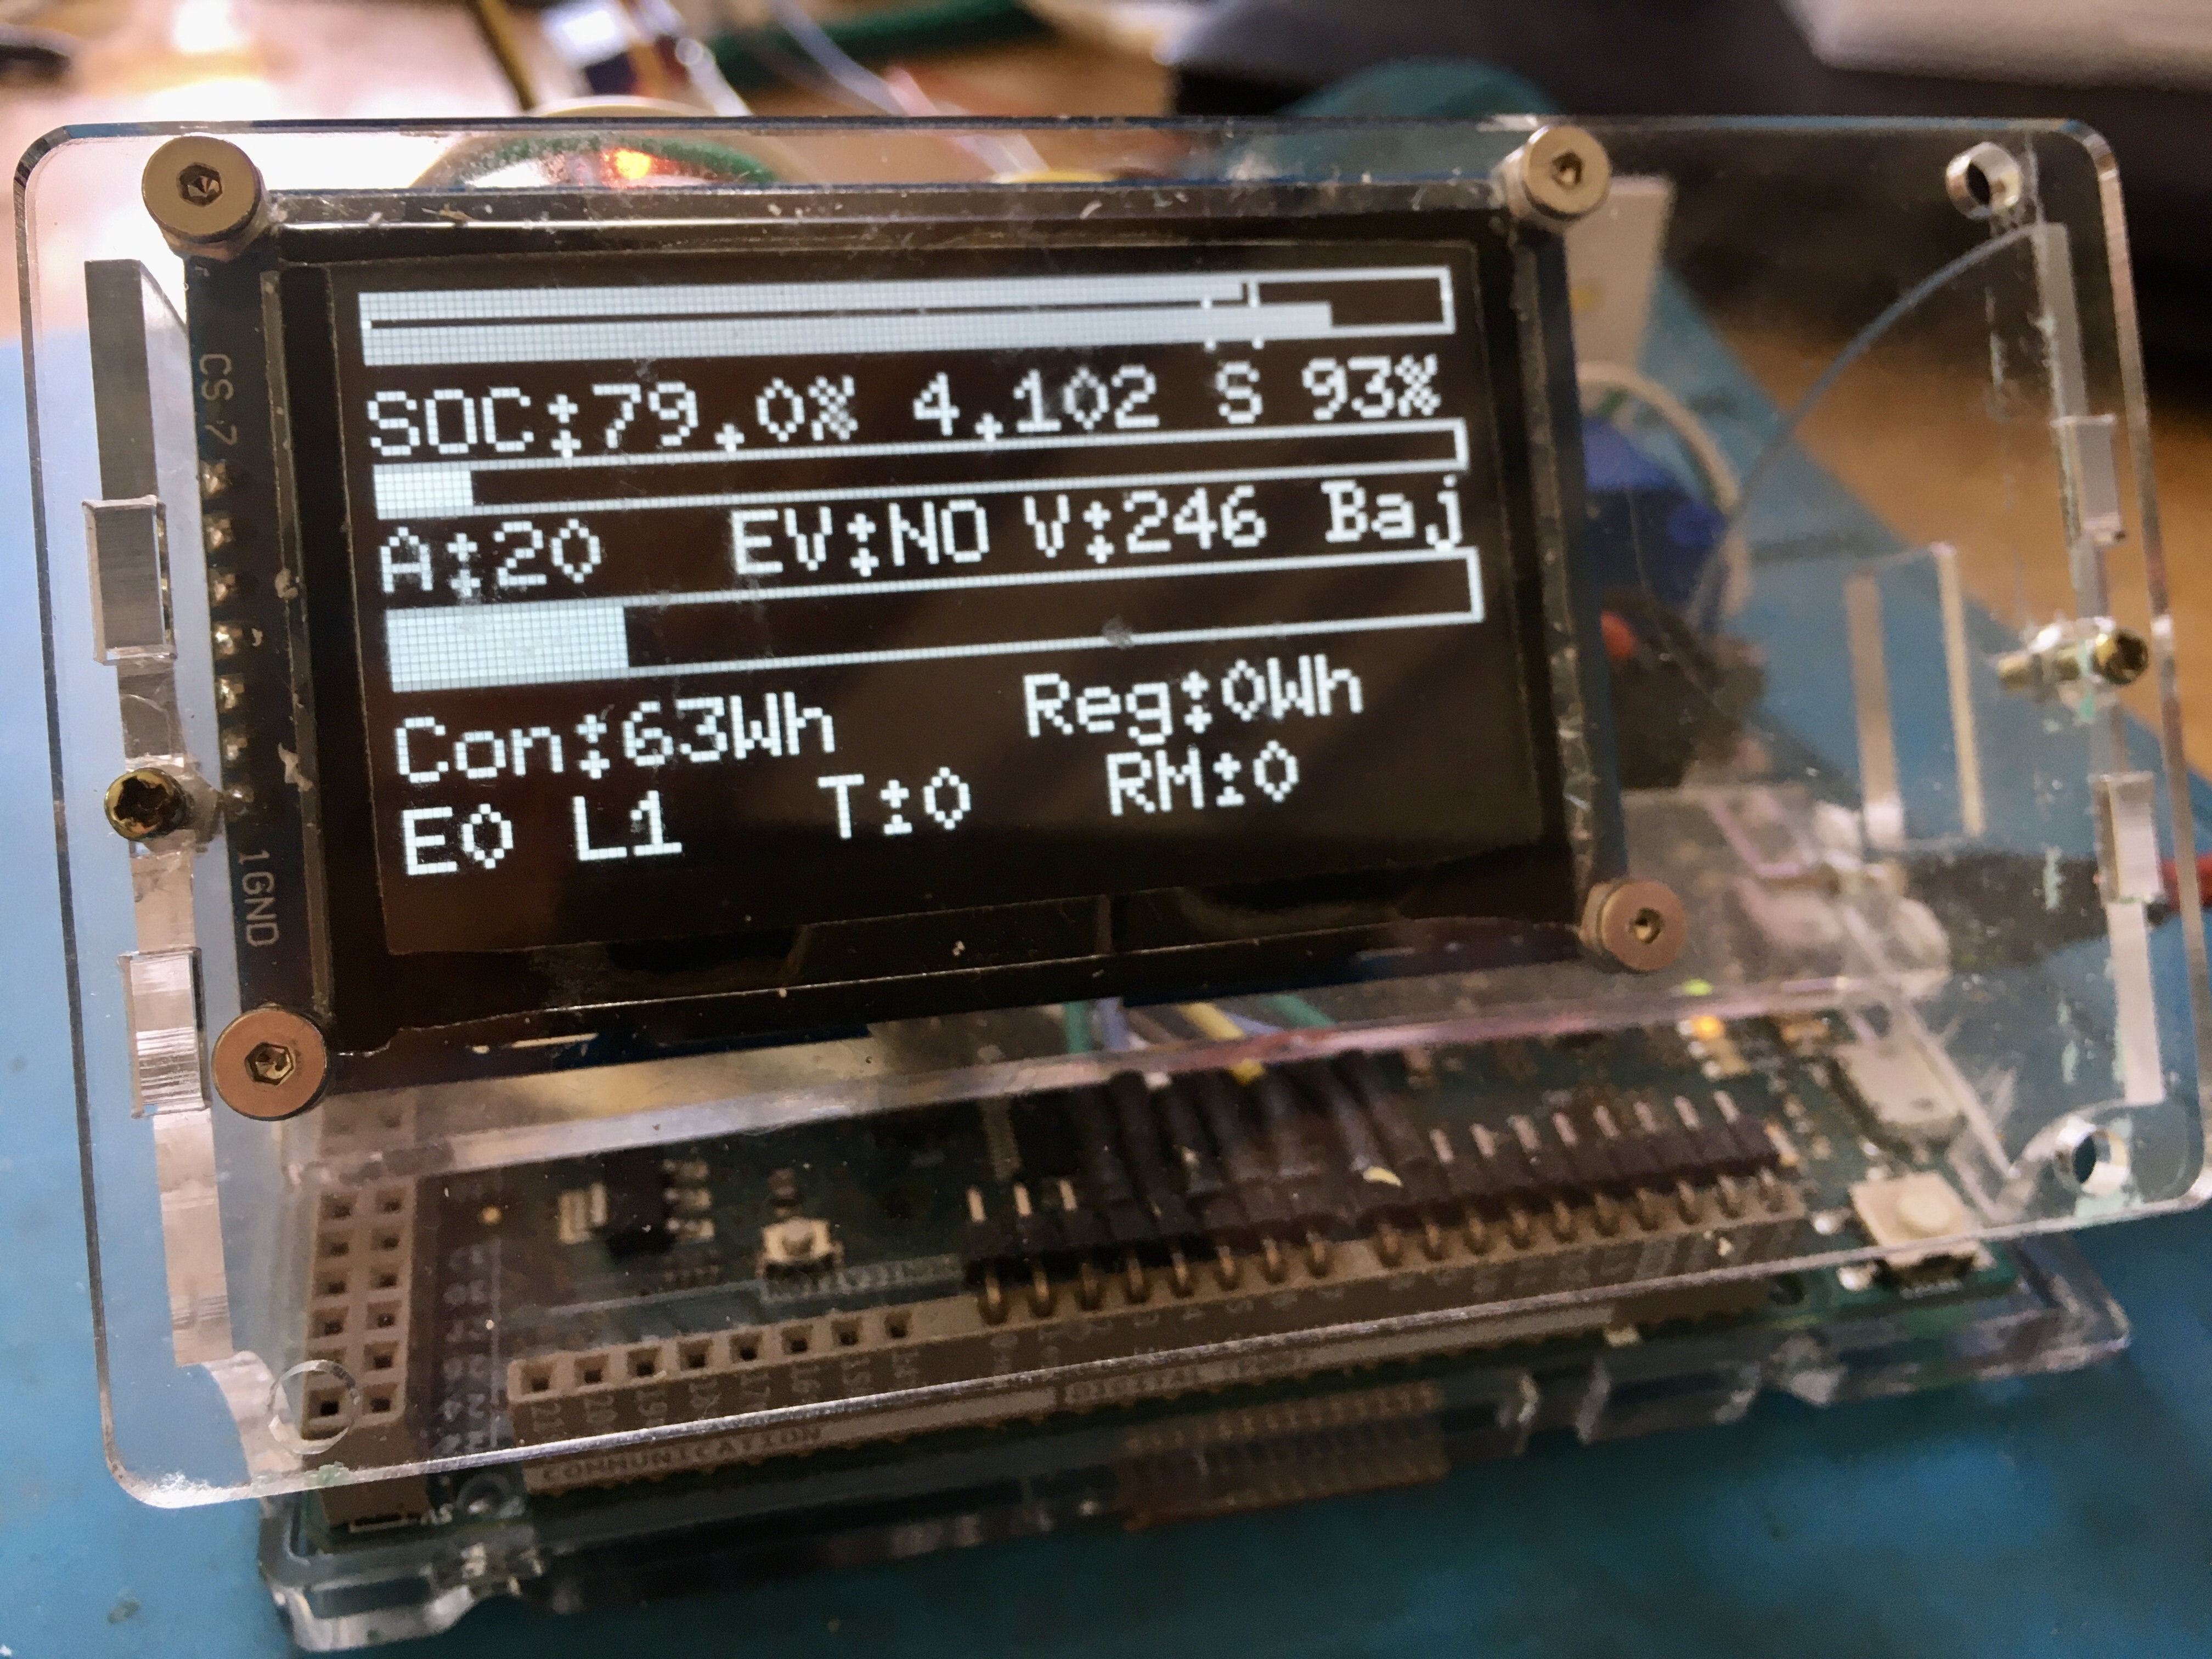 SOC:79.0% 4.102 S 93%
A:20 EV:NO V:246 Baj
Con:63Wh Reg:0Wh
E0 L1 T:0 RM:0
CS 7
1GND
COMMUNICATION